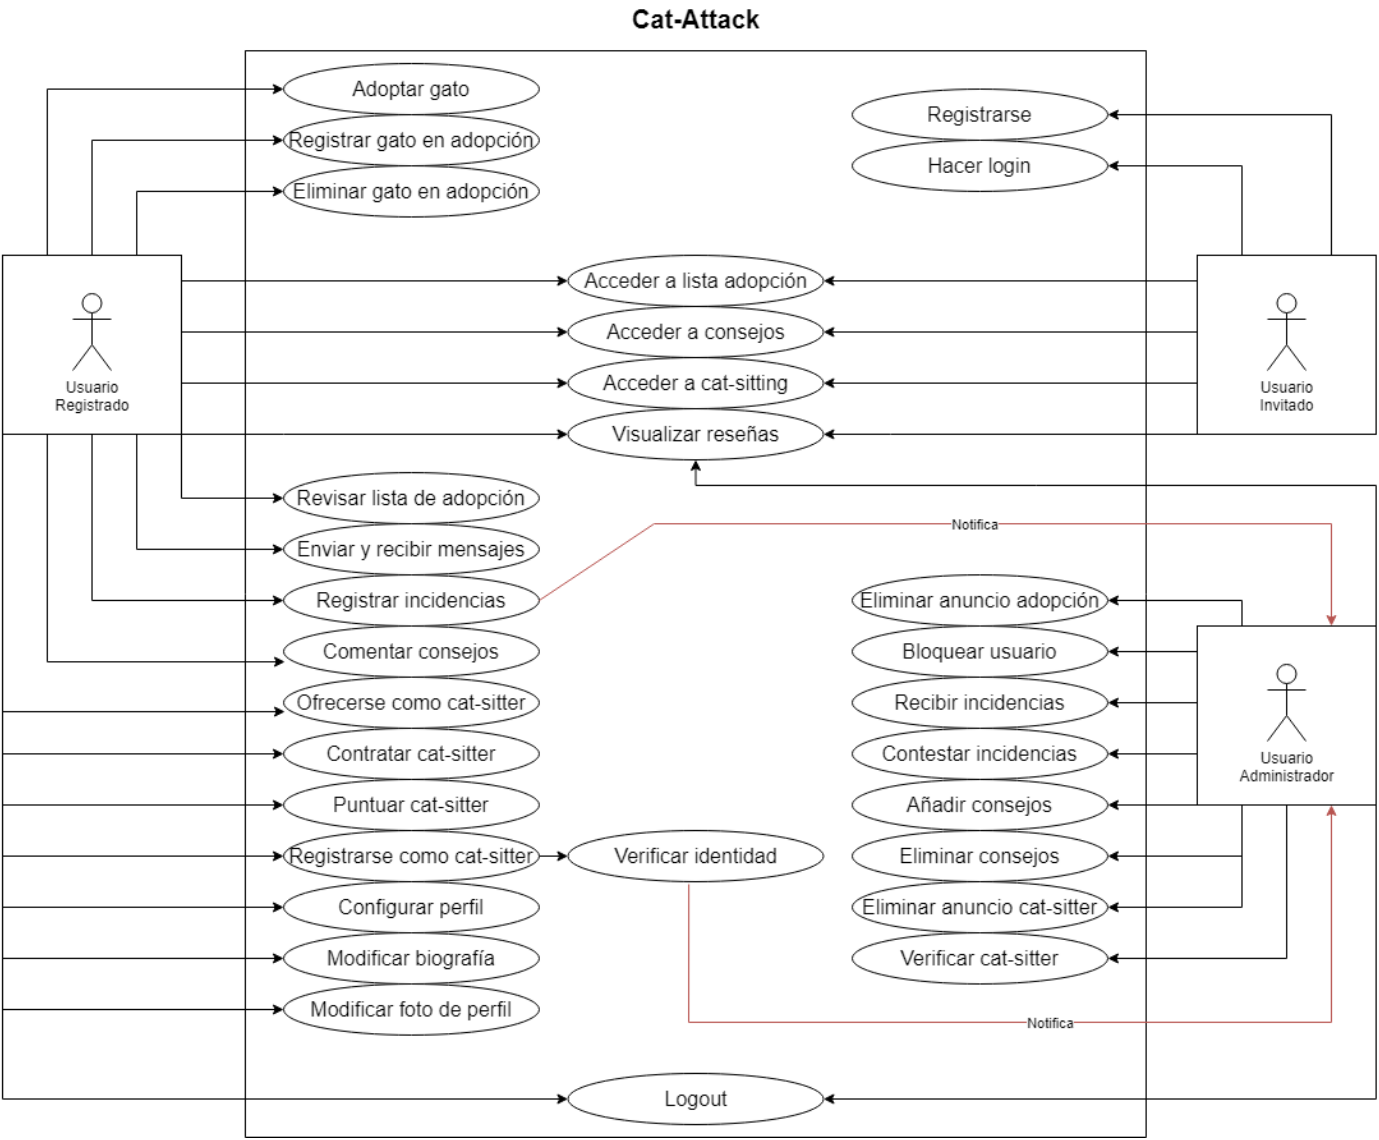 Cat-Attack
Adoptar gato
Registrar gato en adopción
Eliminar gato en adopción
Registrarse
Hacer login
Usuario
Registrado
Acceder a lista adopción
Acceder a consejos
Acceder a cat-sitting
Visualizar reseñas
Usuario
Invitado
Revisar lista de adopción
Enviar y recibir mensajes
Registrar incidencias
Comentar consejos
Ofrecerse como cat-sitter
Contratar cat-sitter
Puntuar cat-sitter
Registrarse como cat-sitter
Configurar perfil
Modificar biografía
Modificar foto de perfil
Verificar identidad
Notifica
Eliminar anuncio adopción
Bloquear usuario
Recibir incidencias
Contestar incidencias
Añadir consejos
Eliminar consejos
Eliminar anuncio cat-sitter
Verificar cat-sitter
Usuario
Administrador
Notifica
Logout